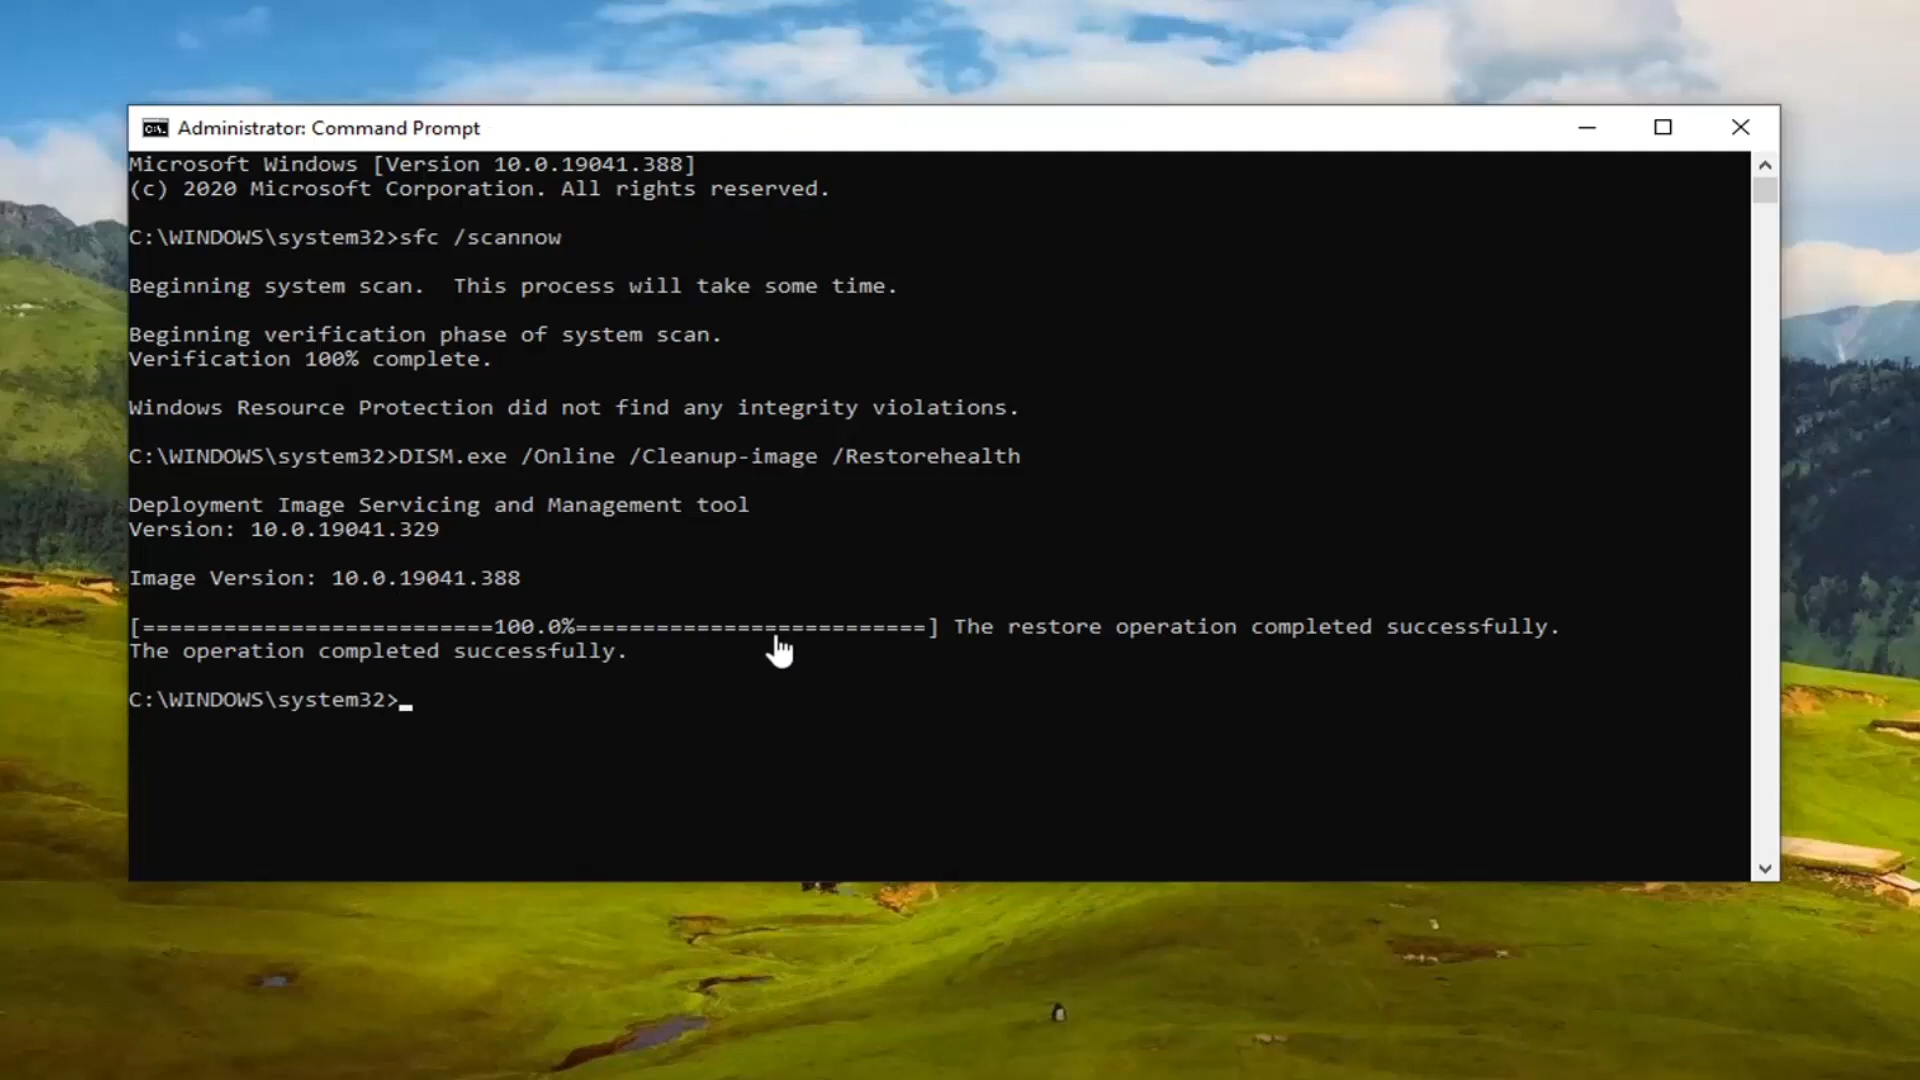 Administrator: Command Prompt
Microsoft Windows [Version 10.0.19041.388]
(c) 2020 Microsoft Corporation. All rights reserved.
C:\WINDOWS\system32>sfc /scannow
Beginning system scan.  This process will take some time.
Beginning verification phase of system scan.
Verification 100% complete.
Windows Resource Protection did not find any integrity violations.
C:\WINDOWS\system32>DISM.exe /Online /Cleanup-image /Restorehealth
Deployment Image Servicing and Management tool
Version: 10.0.19041.329
Image Version: 10.0.19041.388
[==========================100.0%==========================] The restore operation completed successfully.
The operation completed successfully.
C:\WINDOWS\system32>